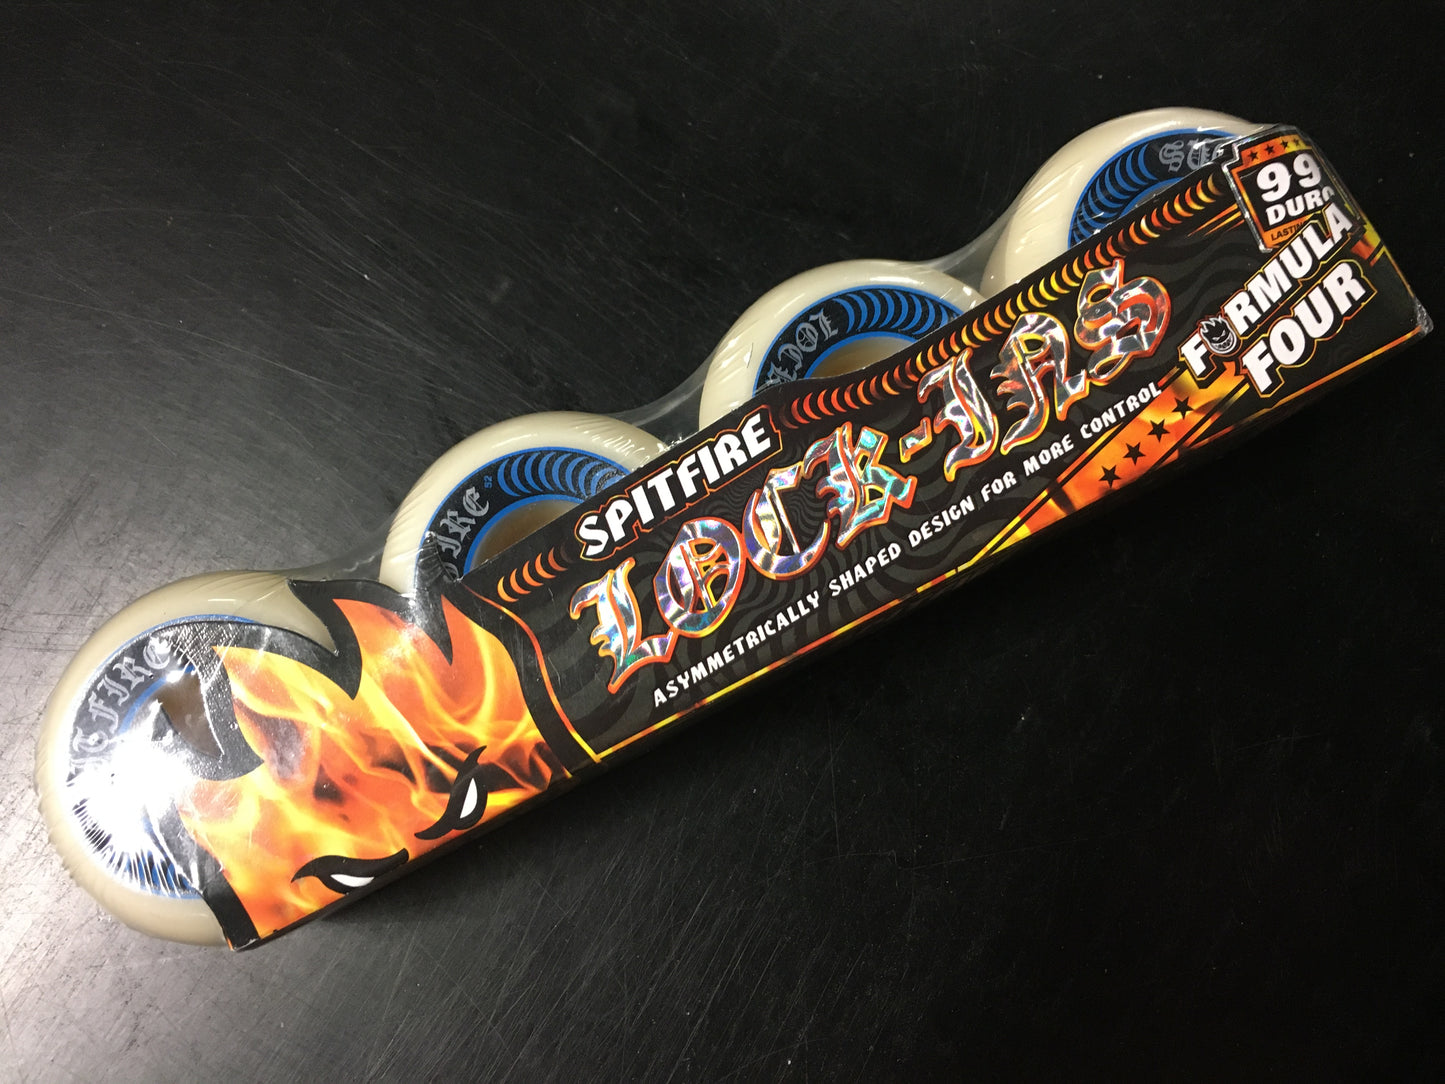 SPITFIRE
LOCK-INS
ASYMMETRICALLY SHAPED DESIGN FOR MORE CONTROL
99
DURO
FORMULA
FOUR